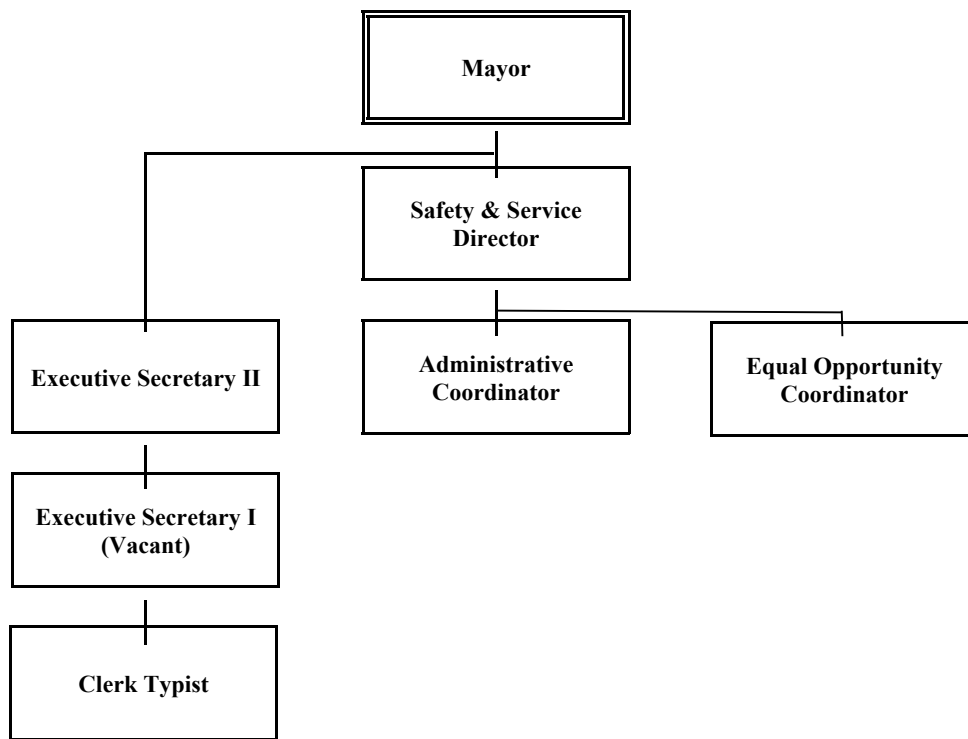 Mayor
Safety & Service
Director
Executive Secretary II
Administrative
Coordinator
Equal Opportunity
Coordinator
Executive Secretary I
(Vacant)
Clerk Typist